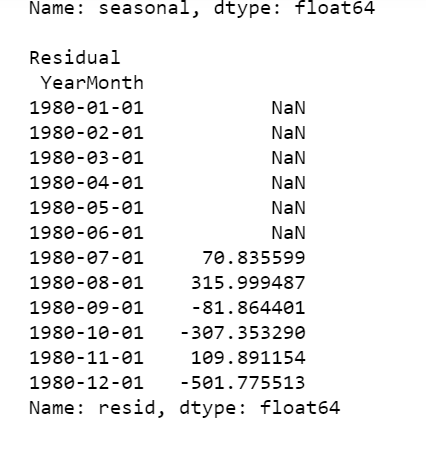 Name: seasonal, dtype: float64

Residual
 YearMonth
1980-01-01           NaN
1980-02-01           NaN
1980-03-01           NaN
1980-04-01           NaN
1980-05-01           NaN
1980-06-01           NaN
1980-07-01     70.835599
1980-08-01    315.999487
1980-09-01    -81.864401
1980-10-01   -307.353290
1980-11-01    109.891154
1980-12-01   -501.775513
Name: resid, dtype: float64